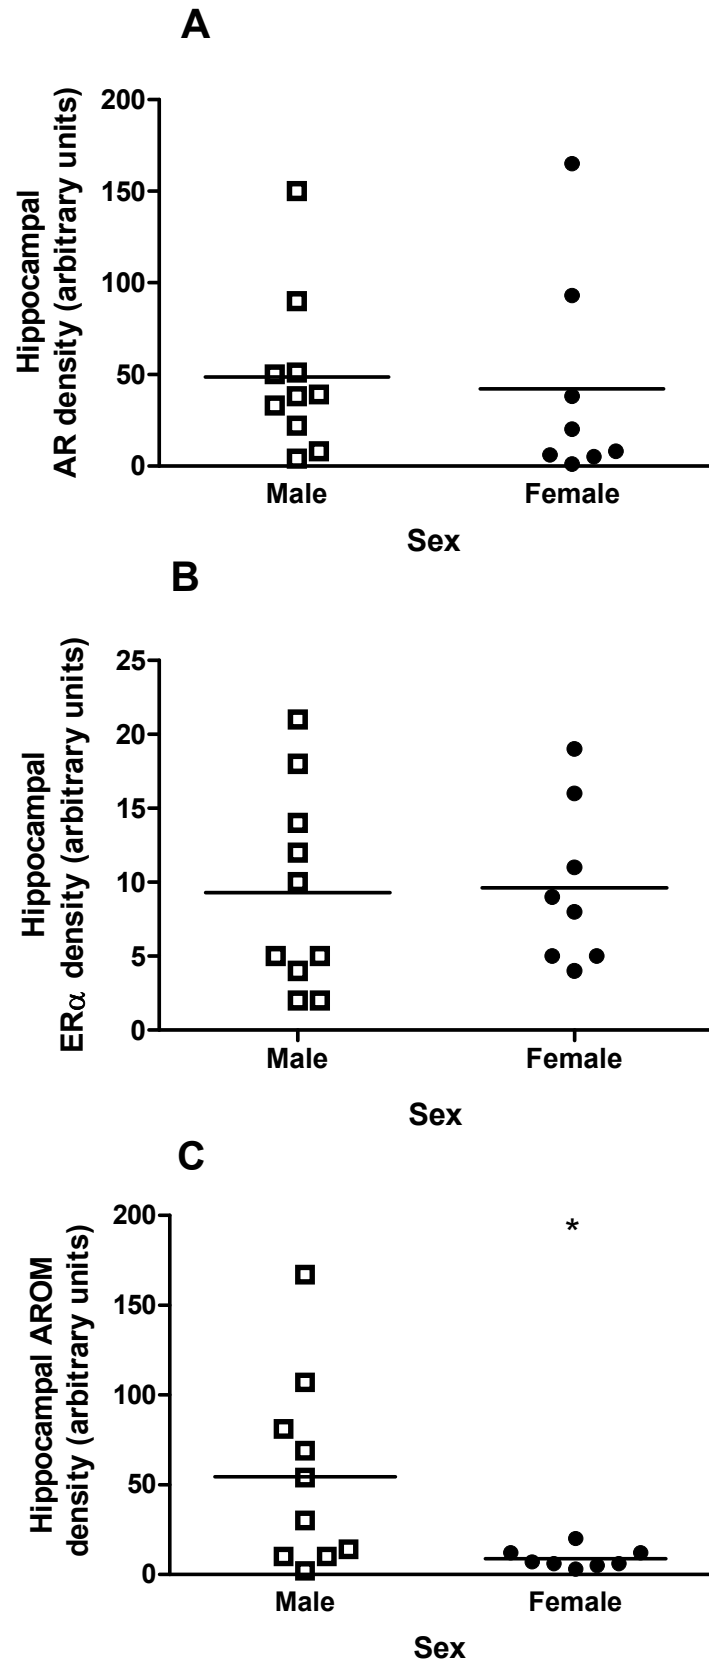 A
Hippocampal
AR density (arbitrary units)
200
150
100
50
0
Male
Female
Sex
B
Hippocampal
ERα density (arbitrary units)
25
20
15
10
5
0
Male
Female
Sex
C
Hippocampal AROM
density (arbitrary units)
200
150
100
50
0
*
Male
Female
Sex